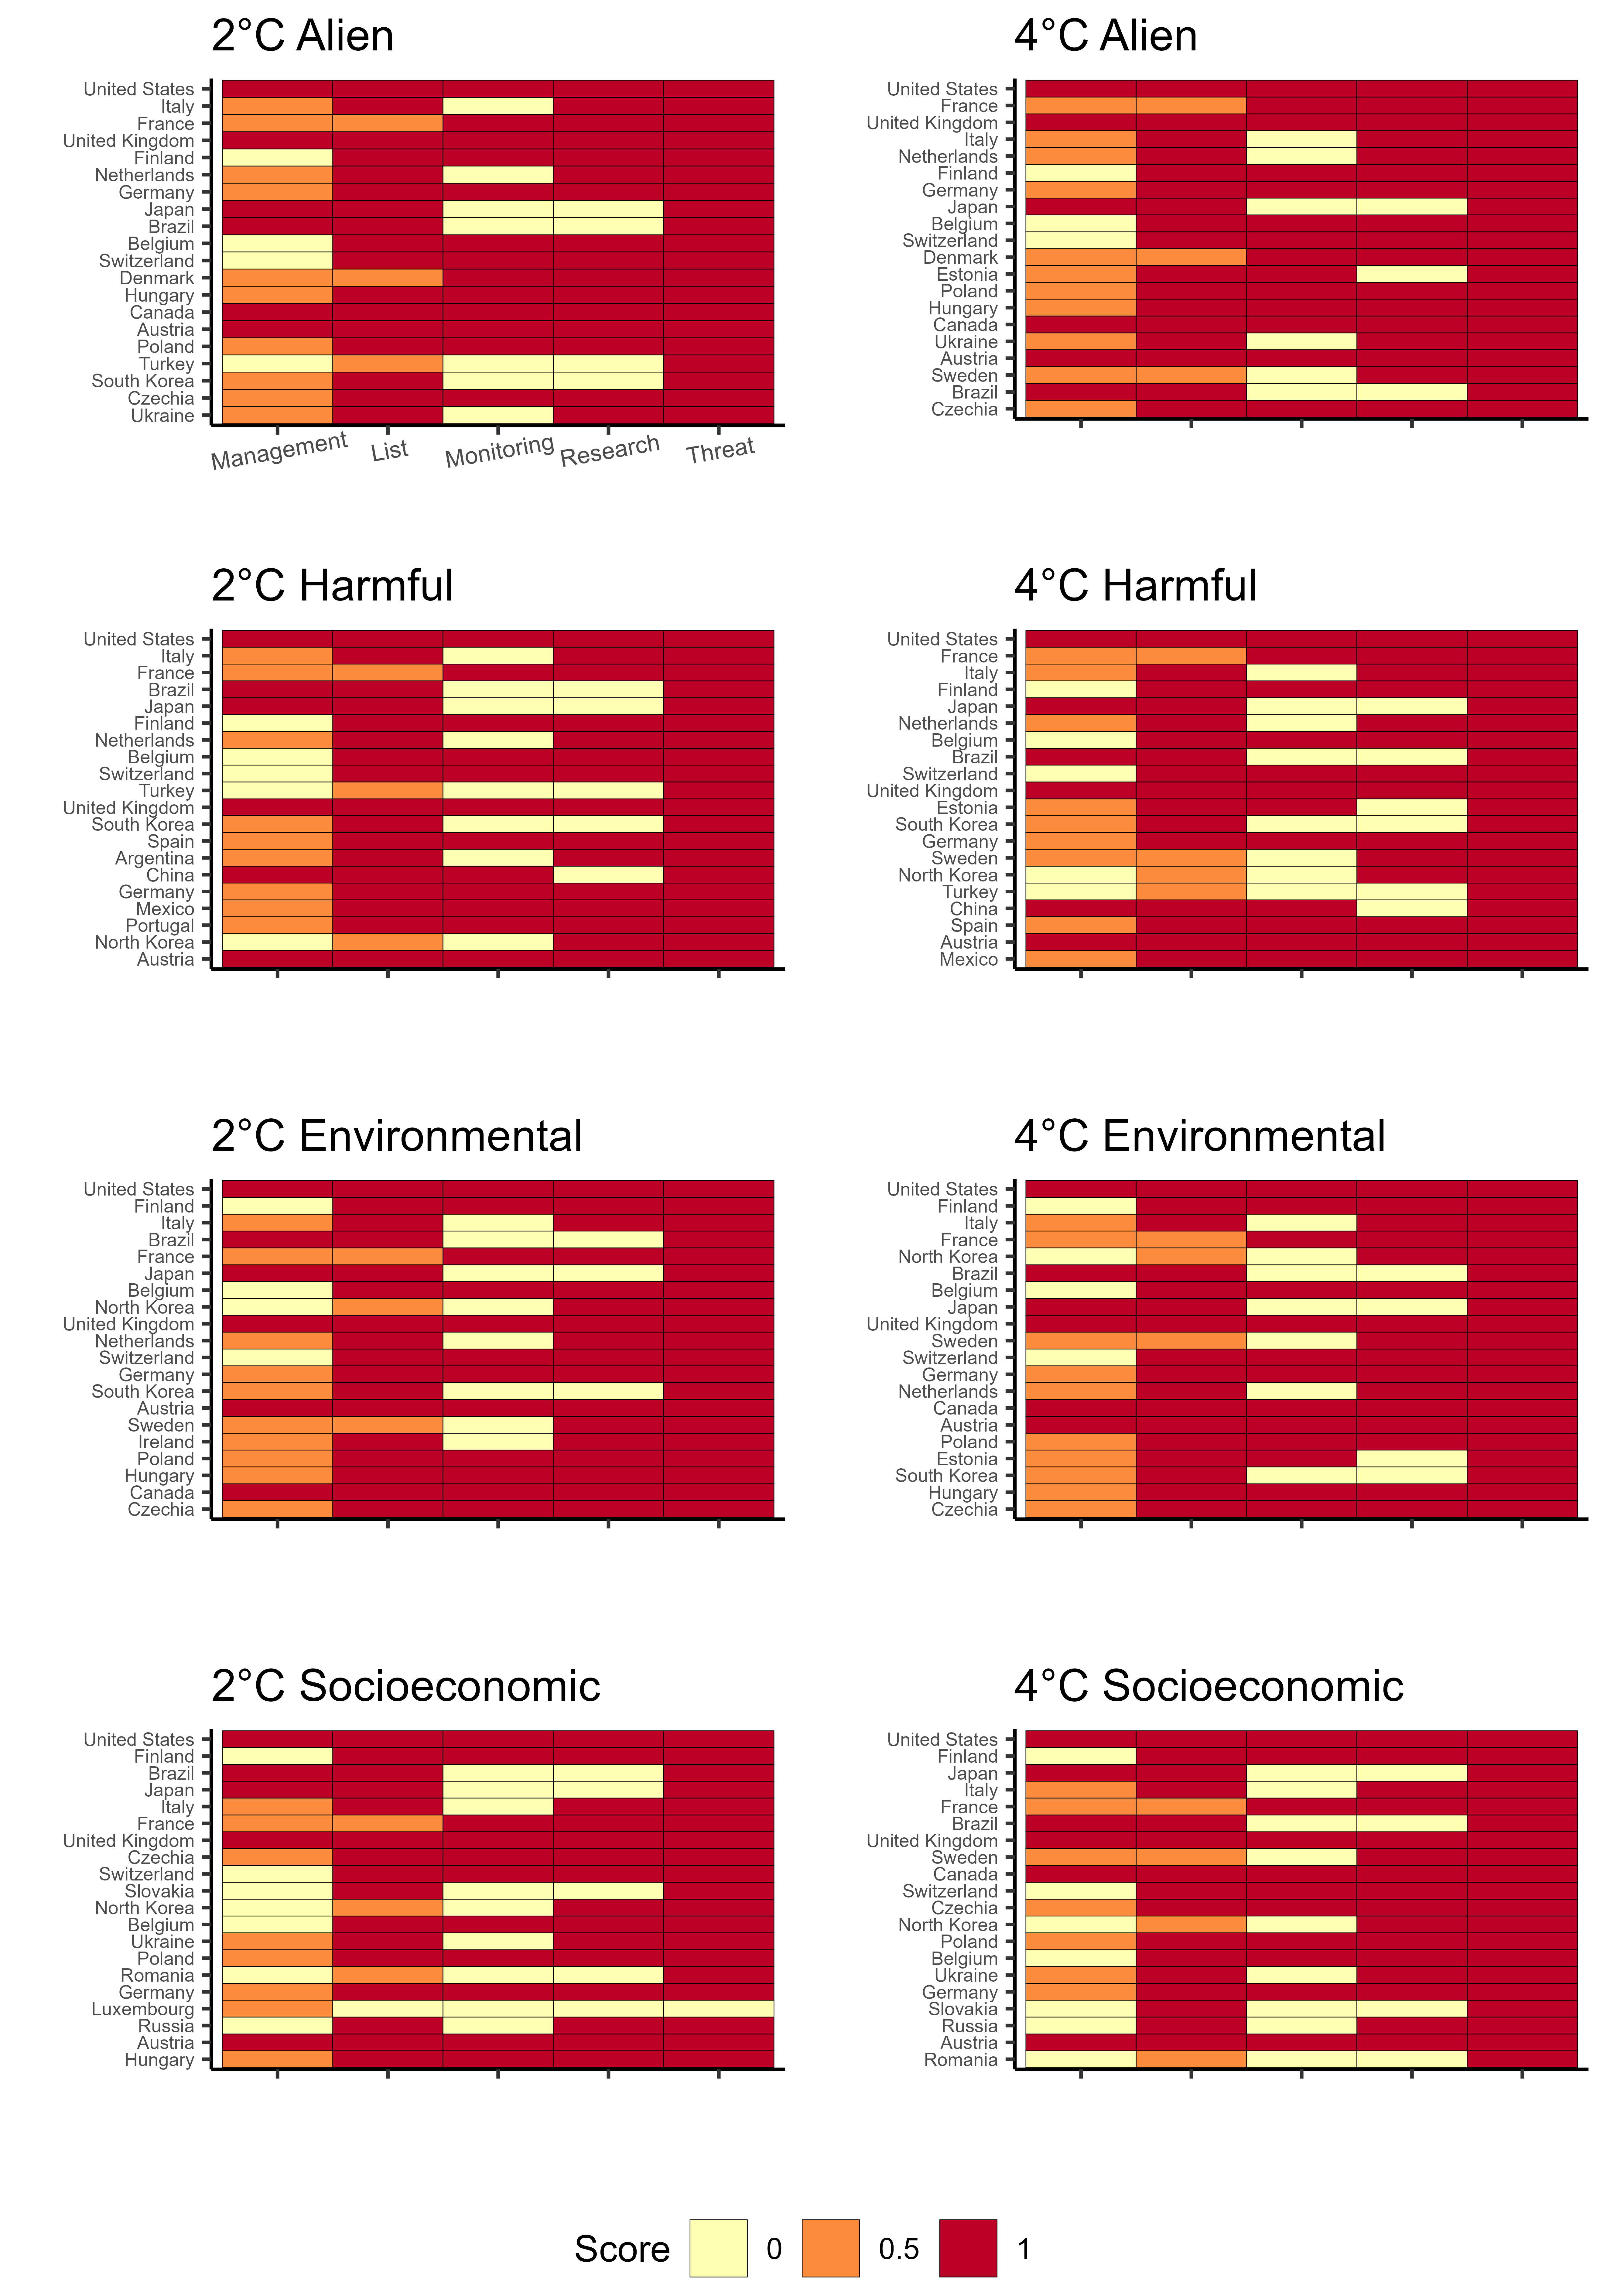 2°C Alien
United States
Italy
France
United Kingdom
Finland
Netherlands
Germany
Japan
Brazil
Belgium
Switzerland
Denmark
Hungary
Canada
Austria
Poland
Turkey
South Korea
Czechia
Ukraine
Management List Monitoring Research Threat
4°C Alien
United States
France
United Kingdom
Italy
Netherlands
Finland
Germany
Japan
Belgium
Switzerland
Denmark
Estonia
Poland
Hungary
Canada
Ukraine
Austria
Sweden
Brazil
Czechia
2°C Harmful
United States
Italy
France
Brazil
Japan
Finland
Netherlands
Belgium
Switzerland
Turkey
United Kingdom
South Korea
Spain
Argentina
China
Germany
Mexico
Portugal
North Korea
Austria
4°C Harmful
United States
France
Italy
Finland
Japan
Netherlands
Belgium
Brazil
Switzerland
United Kingdom
Estonia
South Korea
Germany
Sweden
North Korea
Turkey
China
Spain
Austria
Mexico
2°C Environmental
United States
Finland
Italy
Brazil
France
Japan
Belgium
North Korea
United Kingdom
Netherlands
Switzerland
Germany
South Korea
Austria
Sweden
Ireland
Poland
Hungary
Canada
Czechia
4°C Environmental
United States
Finland
Italy
France
North Korea
Brazil
Belgium
Japan
United Kingdom
Sweden
Switzerland
Germany
Netherlands
Canada
Austria
Poland
Estonia
South Korea
Hungary
Czechia
2°C Socioeconomic
United States
Finland
Brazil
Japan
Italy
France
United Kingdom
Czechia
Switzerland
Slovakia
North Korea
Belgium
Ukraine
Poland
Romania
Germany
Luxembourg
Russia
Austria
Hungary
4°C Socioeconomic
United States
Finland
Japan
Italy
France
Brazil
United Kingdom
Sweden
Canada
Switzerland
Czechia
North Korea
Poland
Belgium
Ukraine
Germany
Slovakia
Russia
Austria
Romania
Score 0 0.5 1